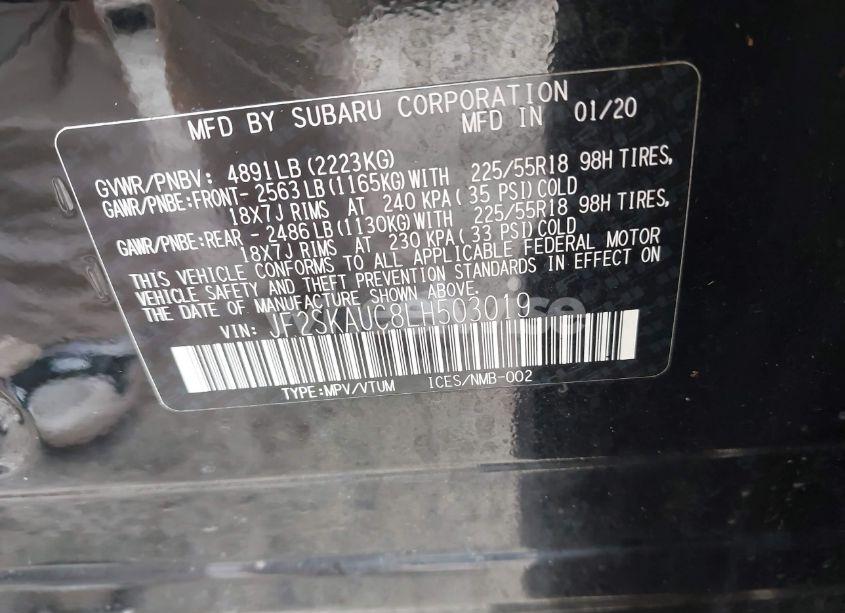 MFD BY SUBARU CORPORATION
MFD IN 01/20
GVWR/PNBV: 4891LB(2223KG)
GAWR/PNBE:FRONT- 2563LB(1165KG)WITH 225/55R18 98H TIRES,
18X7J RIMS AT 240 KPA(35 PSI)COLD
GAWR/PNBE:REAR - 2486LB(1130KG)WITH 225/55R18 98H TIRES,
18X7J RIMS AT 230 KPA(33 PSI)COLD
THIS VEHICLE CONFORMS TO ALL APPLICABLE FEDERAL MOTOR
VEHICLE SAFETY AND THEFT PREVENTION STANDARDS IN EFFECT ON
THE DATE OF MANUFACTURE SHOWN ABOVE.
VIN: JF2SKAUC8LH503019
TYPE:MPV/VTUM ICES/NMB-002